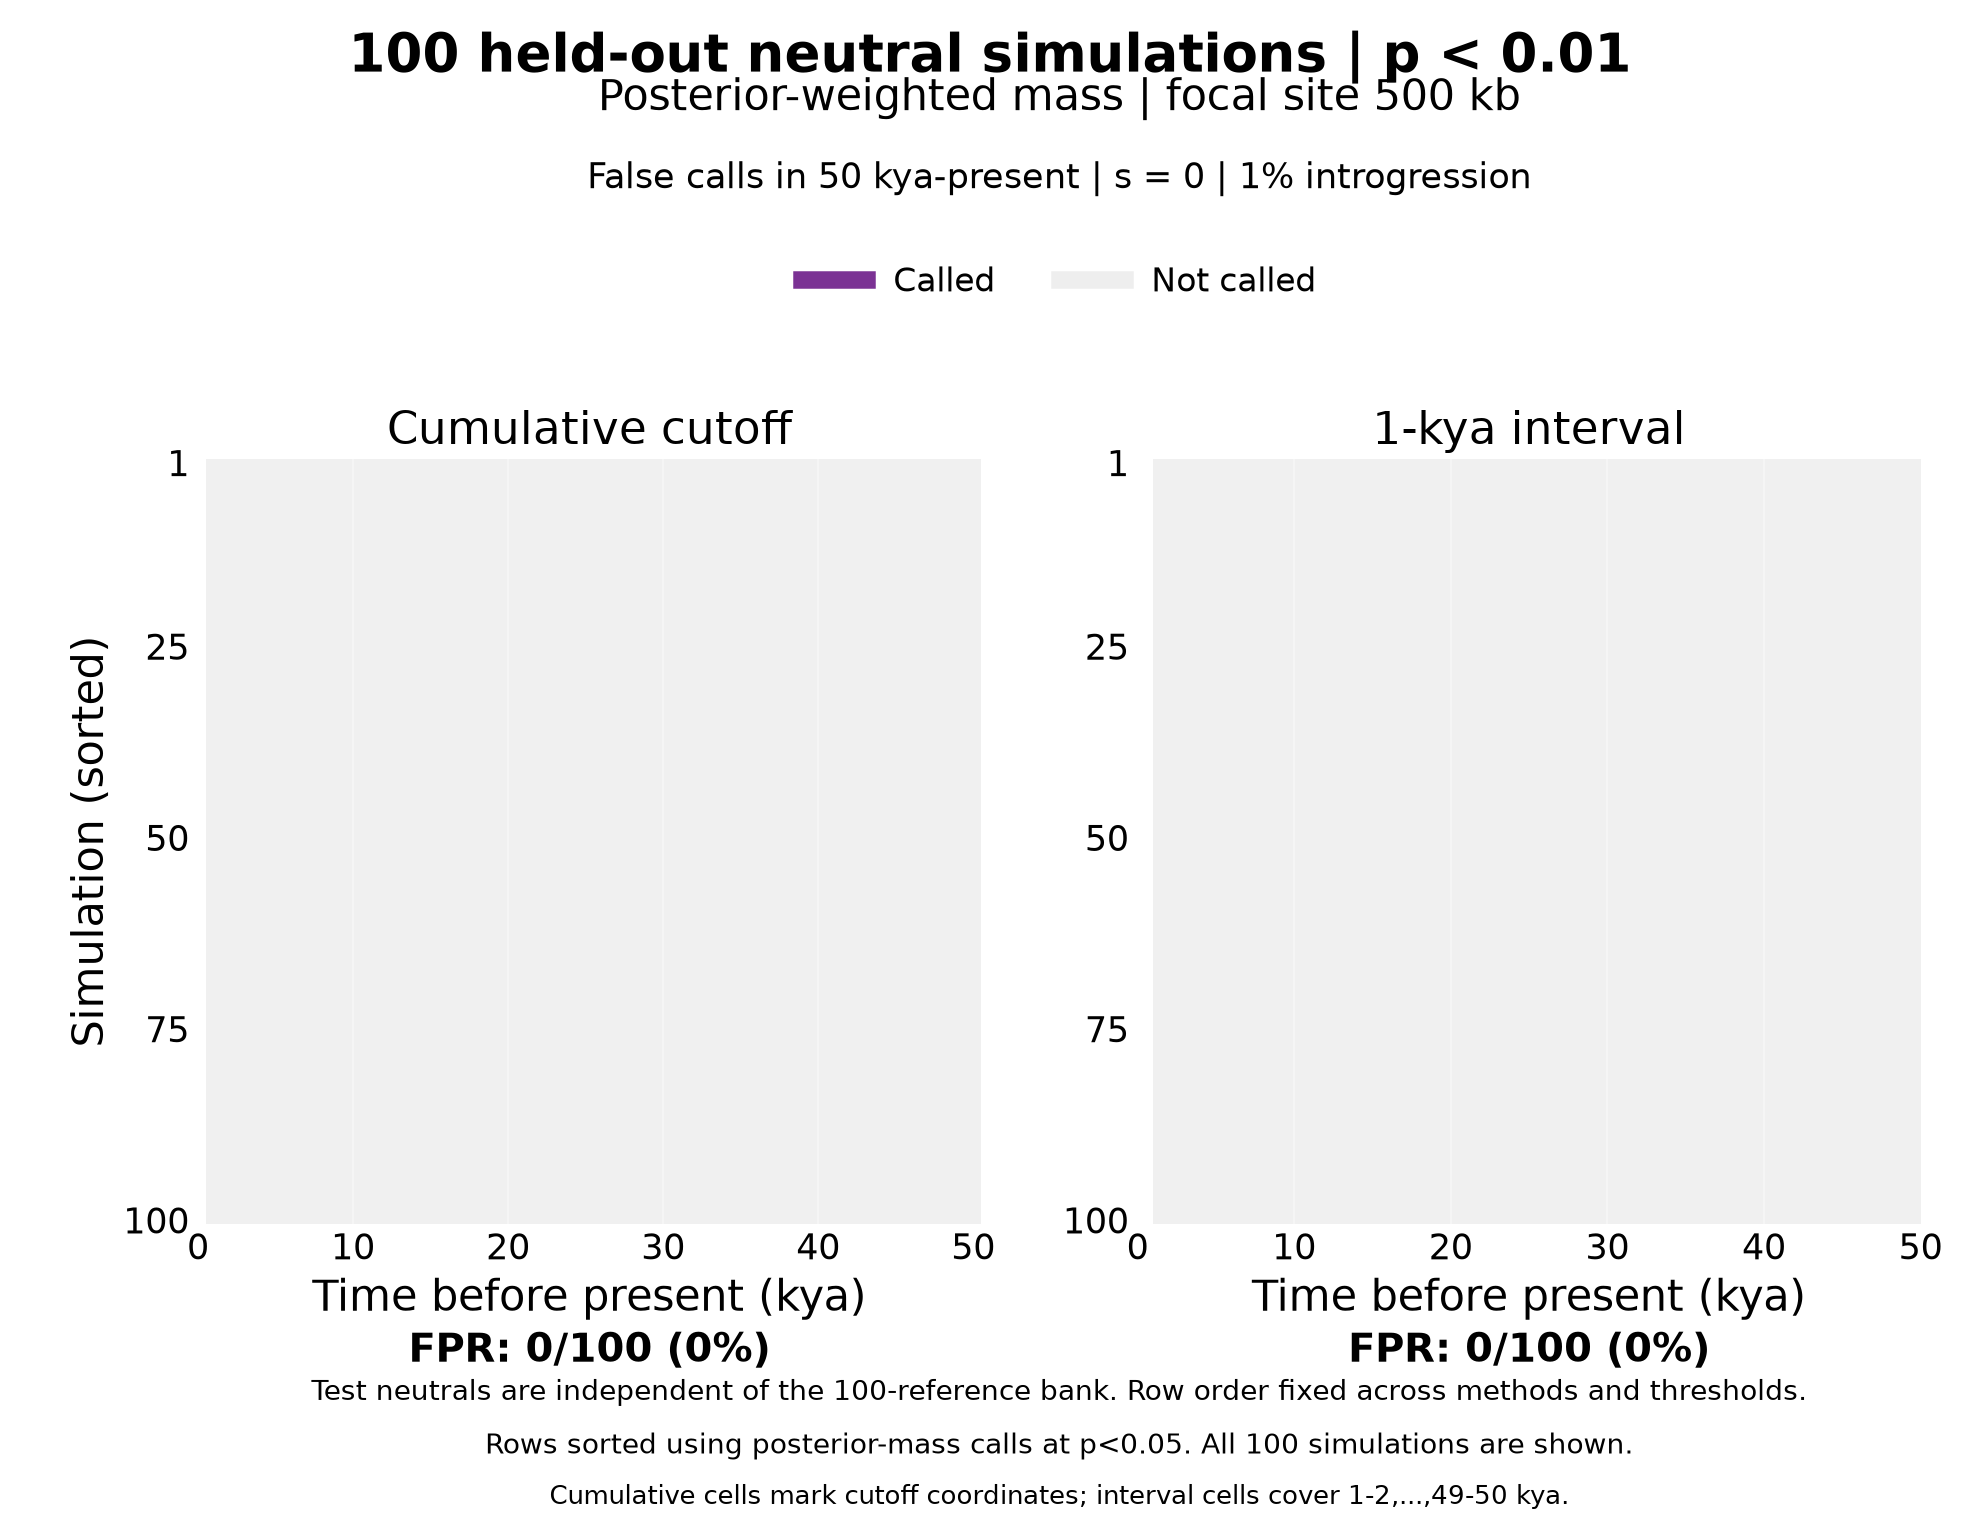 100 held-out neutral simulations | p < 0.01
Posterior-weighted mass | focal site 500 kb
False calls in 50 kya-present | s = 0 | 1% introgression
Called
Not called
Cumulative cutoff
1
25
50
75
100
Simulation (sorted)
0 10 20 30 40 50
Time before present (kya)
FPR: 0/100 (0%)
1-kya interval
1
25
50
75
100
0 10 20 30 40 50
Time before present (kya)
FPR: 0/100 (0%)
Test neutrals are independent of the 100-reference bank. Row order fixed across methods and thresholds.
Rows sorted using posterior-mass calls at p<0.05. All 100 simulations are shown.
Cumulative cells mark cutoff coordinates; interval cells cover 1-2,...,49-50 kya.